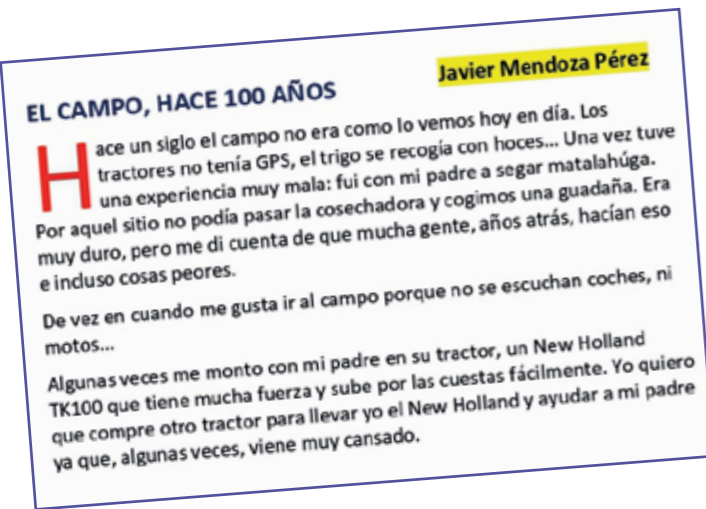 Javier Mendoza Pérez
EL CAMPO, HACE 100 AÑOS
Hace un siglo el campo no era como lo vemos hoy en día. Los
tractores no tenía GPS, el trigo se recogía con hoces... Una vez tuve
una experiencia muy mala: fui con mi padre a segar matalahúga.
Por aquel sitio no podía pasar la cosechadora y cogimos una guadaña. Era
muy duro, pero me di cuenta de que mucha gente, años atrás, hacían eso
e incluso cosas peores.
De vez en cuando me gusta ir al campo porque no se escuchan coches, ni
motos...
Algunas veces me monto con mi padre en su tractor, un New Holland
TK100 que tiene mucha fuerza y sube por las cuestas fácilmente. Yo quiero
que compre otro tractor para llevar yo el New Holland y ayudar a mi padre
ya que, algunas veces, viene muy cansado.